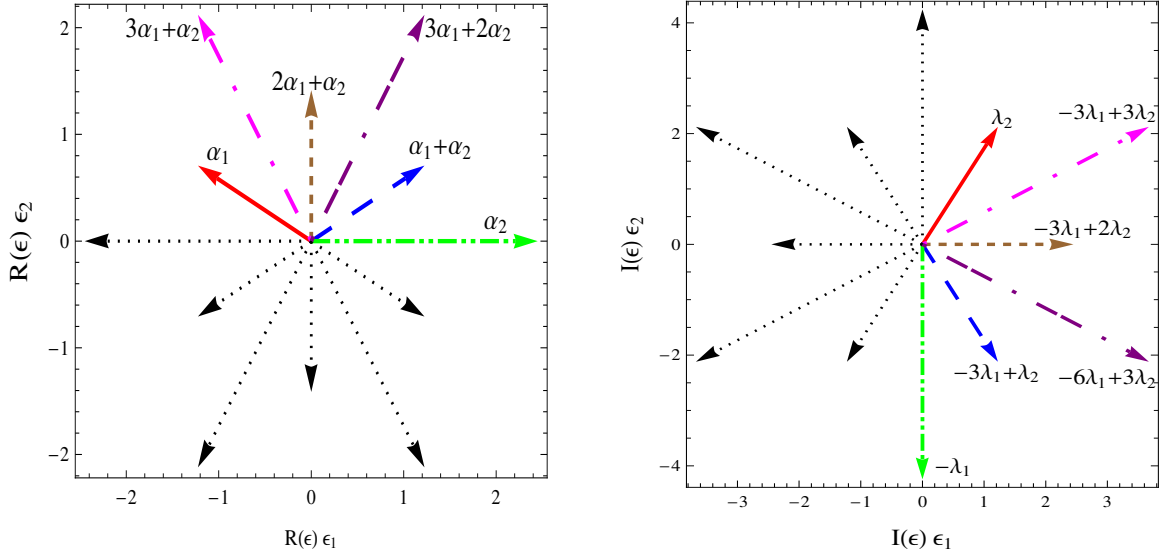 3α₁+α₂
3α₁+2α₂
2α₁+α₂
α₁
α₁+α₂
α₂
2
1
0
-1
-2
-2
-1
0
1
2
R(ϵ) ϵ₂
R(ϵ) ϵ₁
λ₂
-3λ₁+3λ₂
-3λ₁+2λ₂
-3λ₁+λ₂
-6λ₁+3λ₂
-λ₁
4
2
0
-2
-4
-3
-2
-1
0
1
2
3
I(ϵ) ϵ₂
I(ϵ) ϵ₁